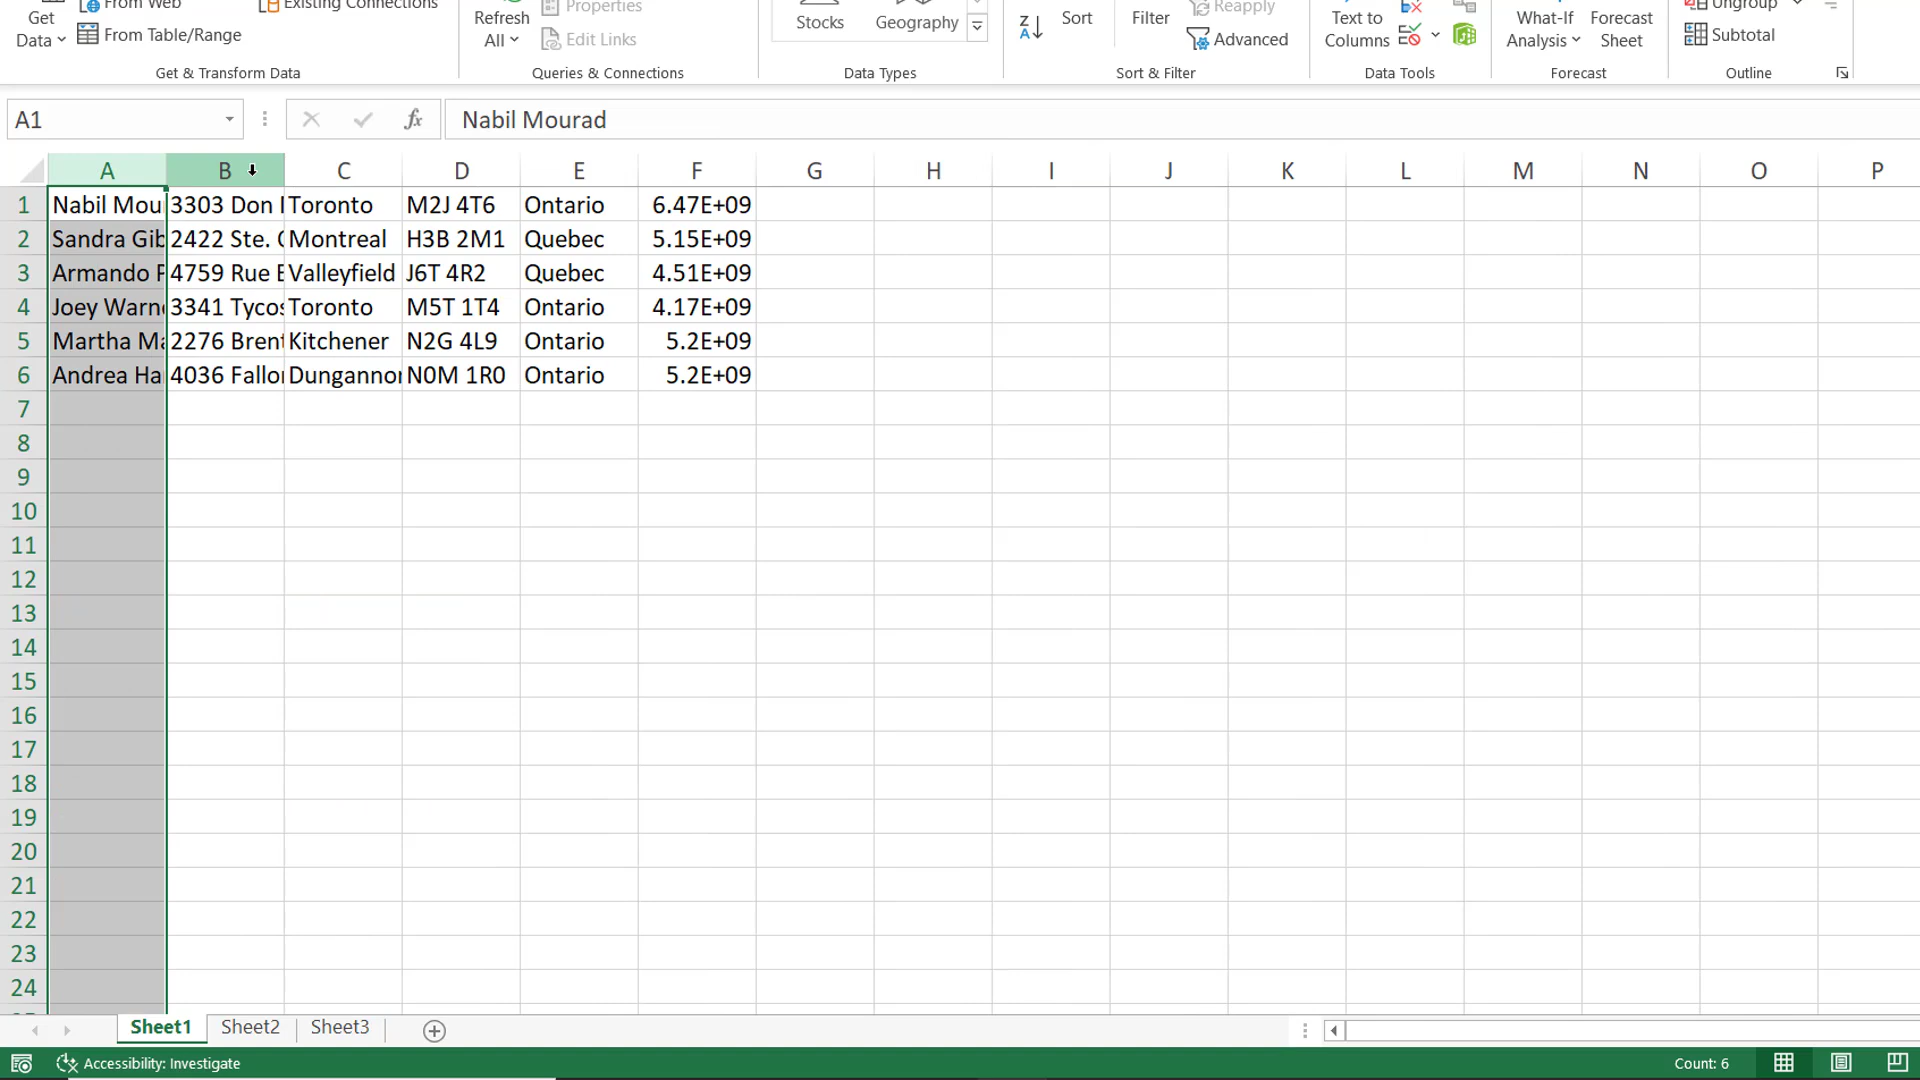 From Web
Existing Connections
Properties
Ungroup
Reapply
Get
Data
From Table/Range
Refresh
All
Edit Links
Stocks
Geography
Sort
Filter
Advanced
Text to
Columns
What-If
Analysis
Forecast
Sheet
Subtotal
Get & Transform Data
Queries & Connections
Data Types
Sort & Filter
Data Tools
Forecast
Outline
A1
fx
Nabil Mourad
A B C D E F G H I J K L M N O P
1 Nabil Mou 3303 Don Toronto M2J 4T6 Ontario 6.47E+09
2 Sandra Gib 2422 Ste. Montreal H3B 2M1 Quebec 5.15E+09
3 Armando 4759 Rue Valleyfield J6T 4R2 Quebec 4.51E+09
4 Joey Warn 3341 Tycos Toronto M5T 1T4 Ontario 4.17E+09
5 Martha Ma 2276 Brent Kitchener N2G 4L9 Ontario 5.2E+09
6 Andrea Ha 4036 Fallo Dungannon N0M 1R0 Ontario 5.2E+09
7
8
9
10
11
12
13
14
15
16
17
18
19
20
21
22
23
24
Sheet1 Sheet2 Sheet3
Accessibility: Investigate
Count: 6